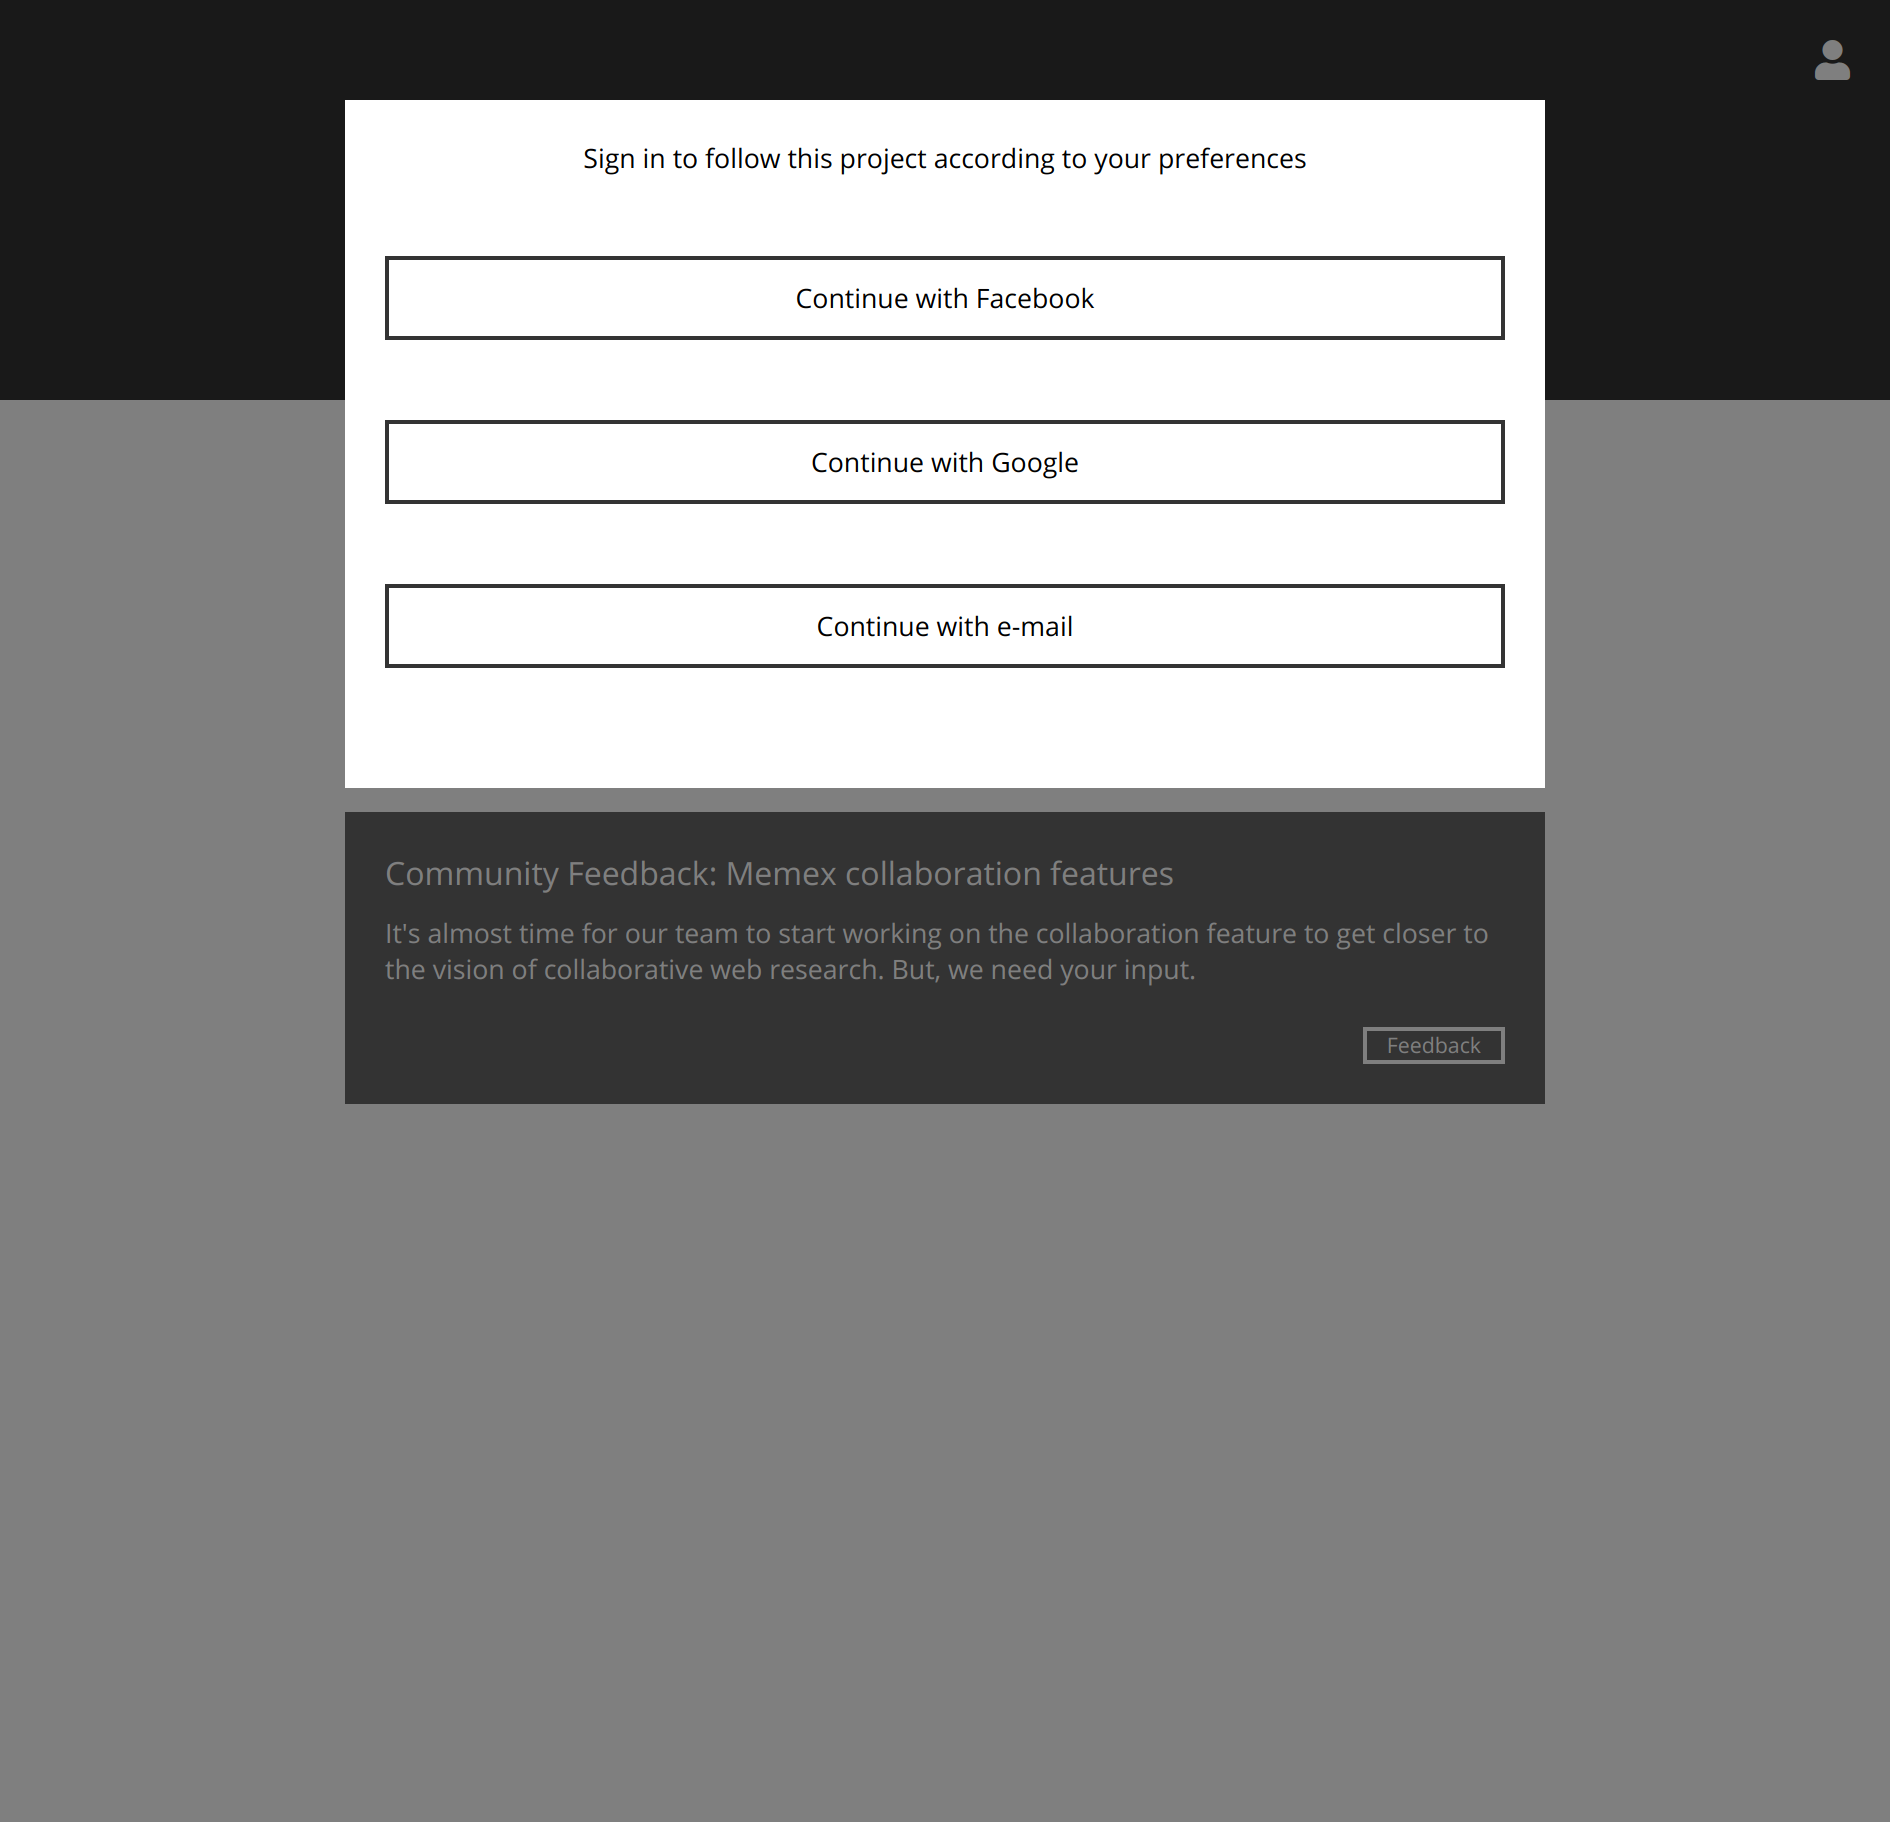 Sign in to follow this project according to your preferences
Continue with Facebook
Continue with Google
Continue with e-mail
Community Feedback: Memex collaboration features
It's almost time for our team to start working on the collaboration feature to get closer to
the vision of collaborative web research. But, we need your input.
Feedback